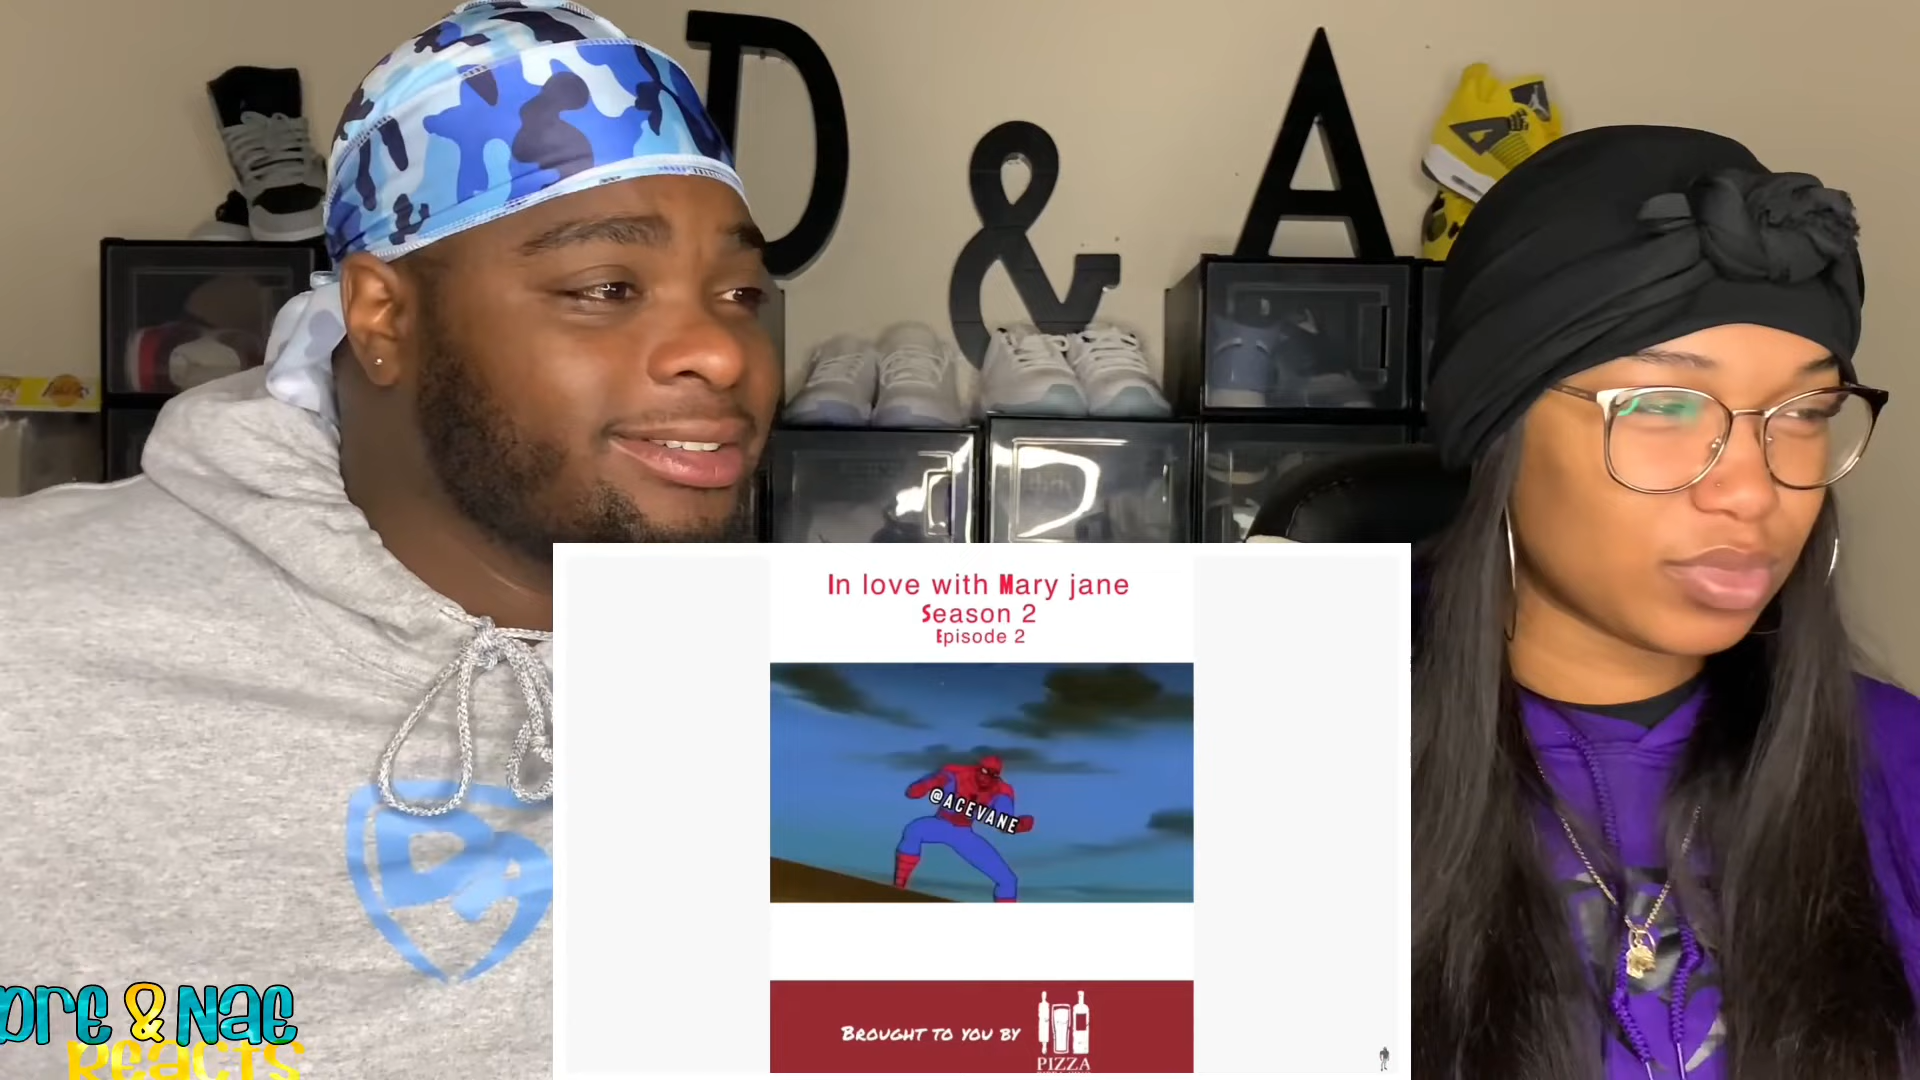 D & A
In love with Mary jane
Season 2
Episode 2
@ACEVANE
BROUGHT TO YOU BY
PIZZA
DRE & NAE
REACTS